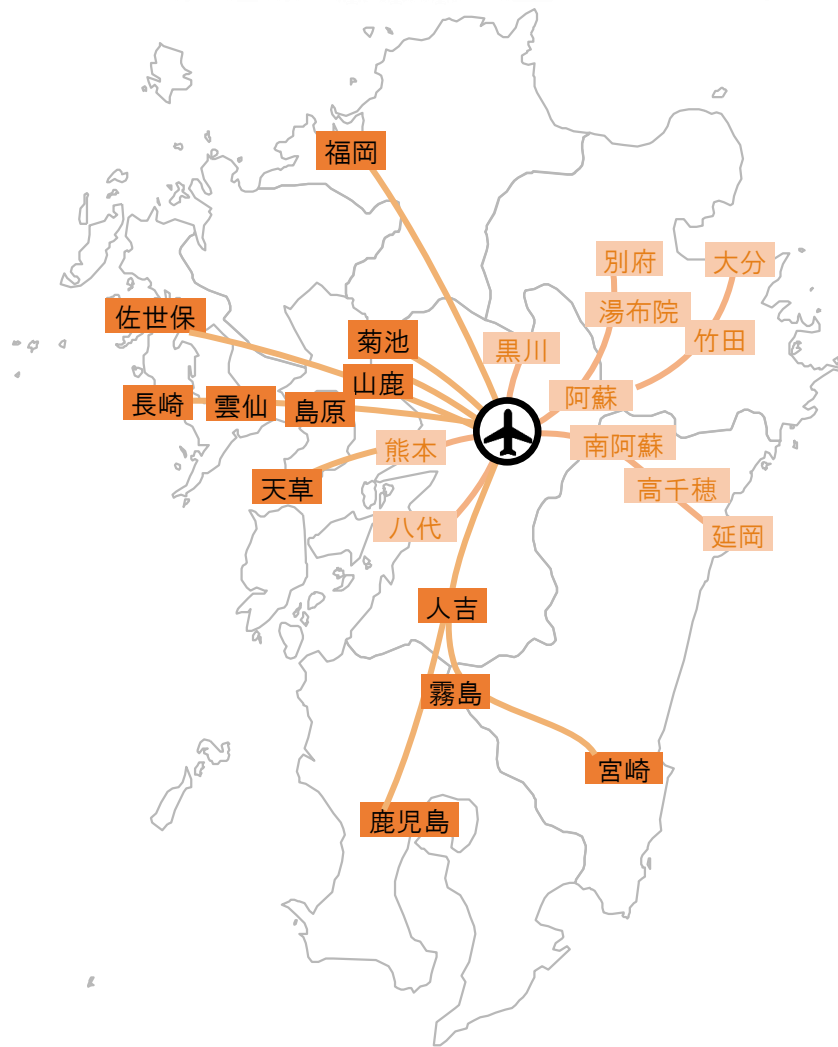 福岡
別府
大分
湯布院
佐世保
竹田
菊池
黒川
山鹿
阿蘇
長崎
雲仙
島原
熊本
南阿蘇
天草
高千穂
八代
延岡
人吉
霧島
宮崎
鹿児島